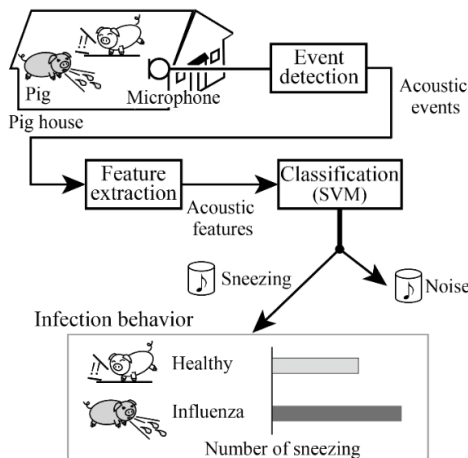 Event
detection
Pig
Microphone
Pig house
Acoustic
events
Feature
extraction
Classification
(SVM)
Acoustic
features
Sneezing
Noise
Infection behavior
Healthy
Influenza
Number of sneezing